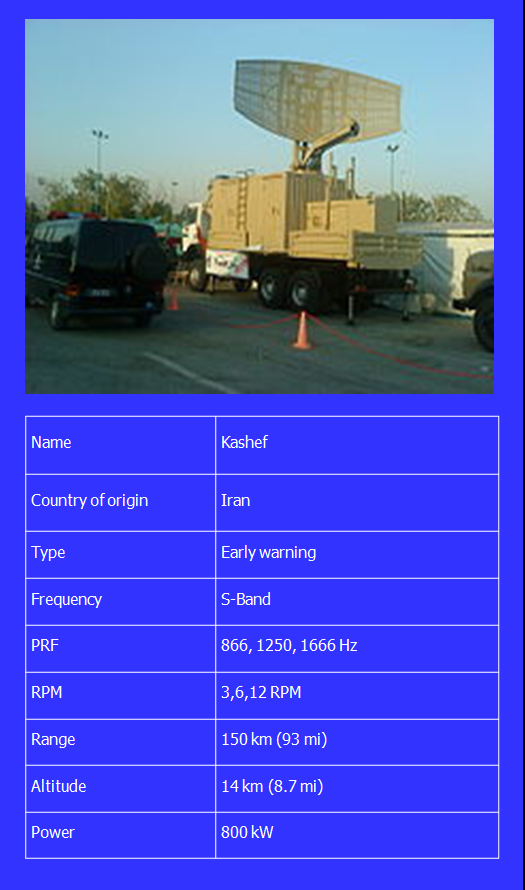 Name Kashef
Country of origin Iran
Type Early warning
Frequency S-Band
PRF 866, 1250, 1666 Hz
RPM 3,6,12 RPM
Range 150 km (93 mi)
Altitude 14 km (8.7 mi)
Power 800 kW